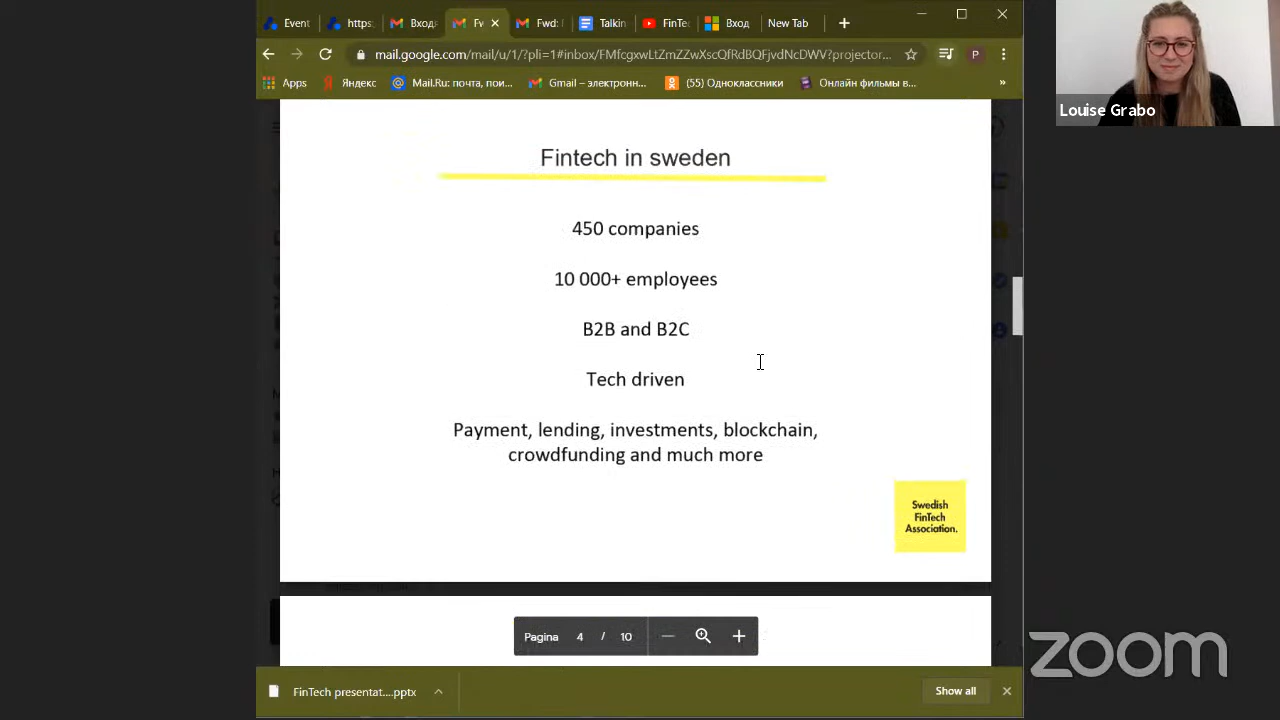 Event
https:
Входя
Fv
Fwd: I
Talkin
FinTe
Вход
New Tab
mail.google.com/mail/u/1/?pli=1#inbox/FMfcgxwLtZmZZwXscQfRdBQFjvdNcDWV?projector...
P
Apps
Яндекс
Mail.Ru: почта, пои...
Gmail – электронн...
(55) Одноклассники
Онлайн фильмы в...
»
Louise Grabo
Fintech in sweden
450 companies
10 000+ employees
B2B and B2C
Tech driven
Payment, lending, investments, blockchain,
crowdfunding and much more
Swedish
FinTech
Association.
Pagina 4 / 10
zoom
FinTech presentat....pptx
Show all